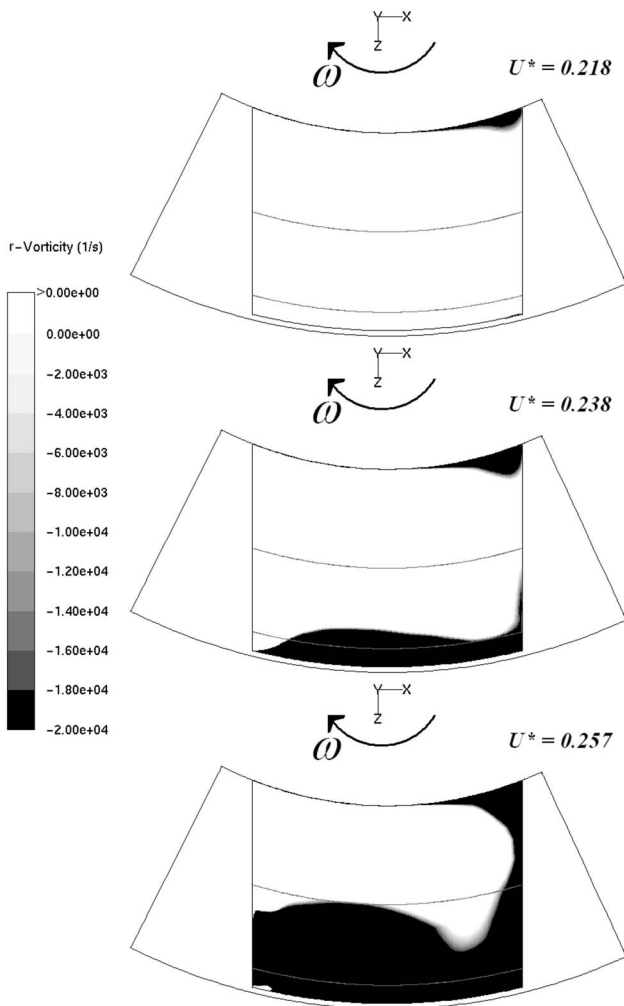 Y X
Z
ω
U* = 0.218
r-Vorticity (1/s)
>0.00e+00
0.00e+00
-2.00e+03
-4.00e+03
-6.00e+03
-8.00e+03
-1.00e+04
-1.20e+04
-1.40e+04
-1.60e+04
-1.80e+04
-2.00e+04
Y X
Z
ω
U* = 0.238
Y X
Z
ω
U* = 0.257